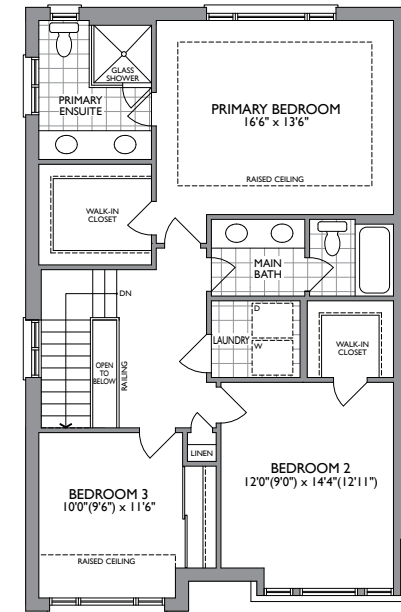 GLASS
SHOWER
PRIMARY
ENSUITE
PRIMARY BEDROOM
16'6" x 13'6"
RAISED CEILING
WALK-IN
CLOSET
MAIN
BATH
DN
D
LAUNDRY
W
WALK-IN
CLOSET
OPEN
TO
BELOW
RAILING
LINEN
BEDROOM 2
12'0"(9'0") x 14'4"(12'11")
BEDROOM 3
10'0"(9'6") x 11'6"
RAISED CEILING